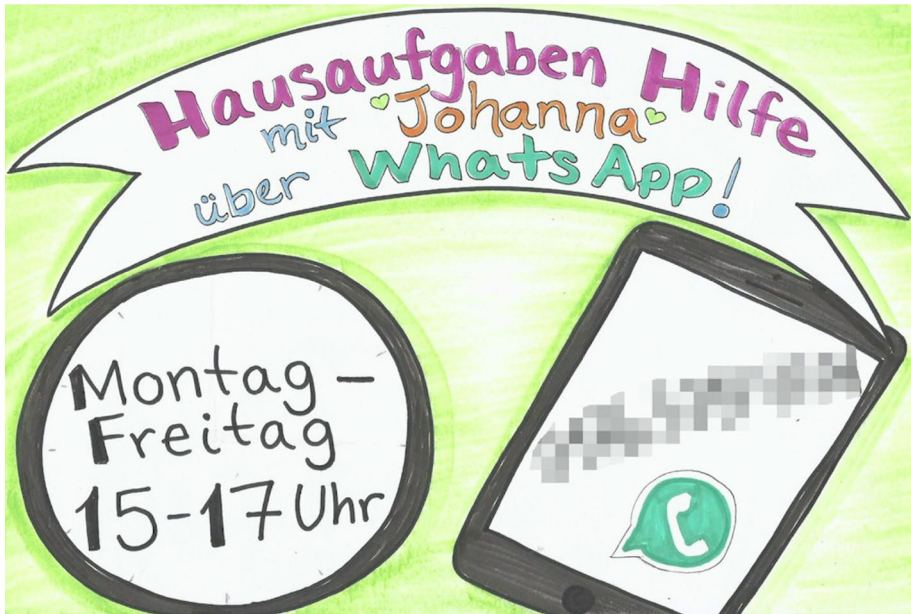 Hausaufgaben Hilfe
mit Johanna
über WhatsApp!
Montag –
Freitag
15-17 Uhr